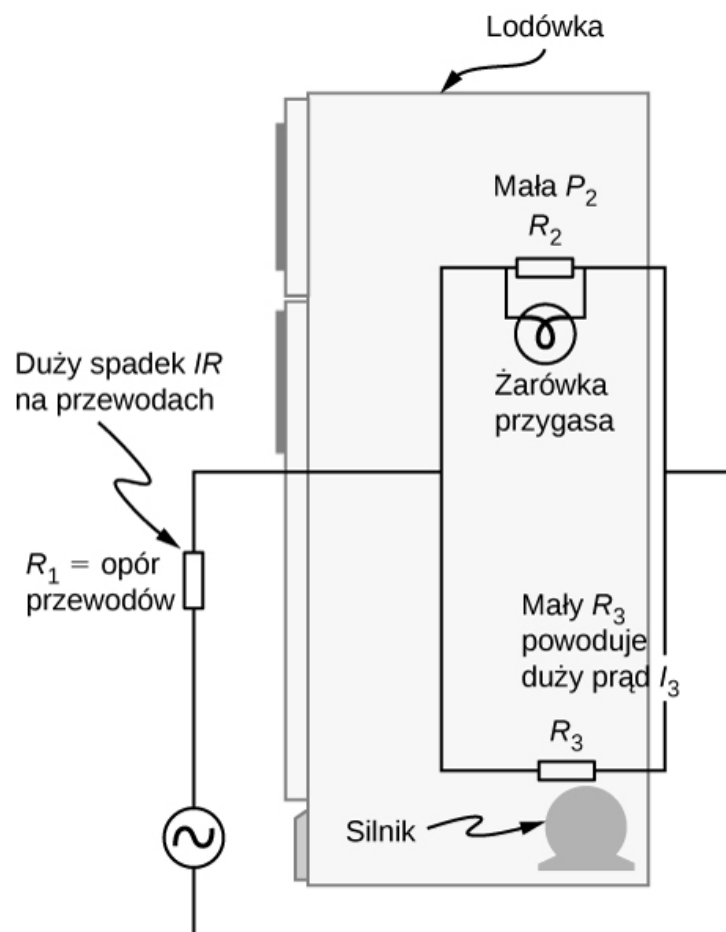 Lodówka
Mała P2
R2
Żarówka
przygasa
Duży spadek IR
na przewodach
R1 = opór
przewodów
Mały R3
powoduje
duży prąd I3
R3
Silnik